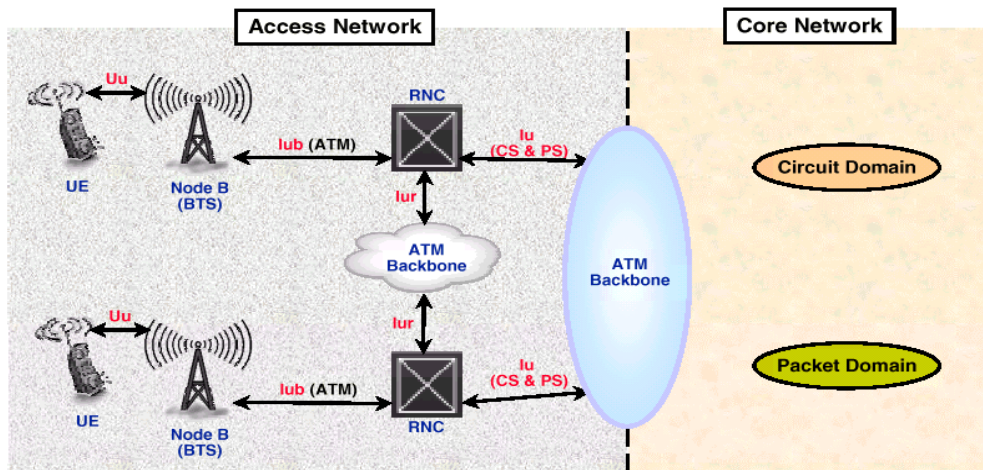 Access Network
Core Network
Uu
RNC
Iub (ATM)
Iu
(CS & PS)
UE
Node B
(BTS)
Iur
Circuit Domain
ATM
Backbone
ATM
Backbone
Uu
Iur
Iub (ATM)
Iu
(CS & PS)
Packet Domain
UE
Node B
(BTS)
RNC